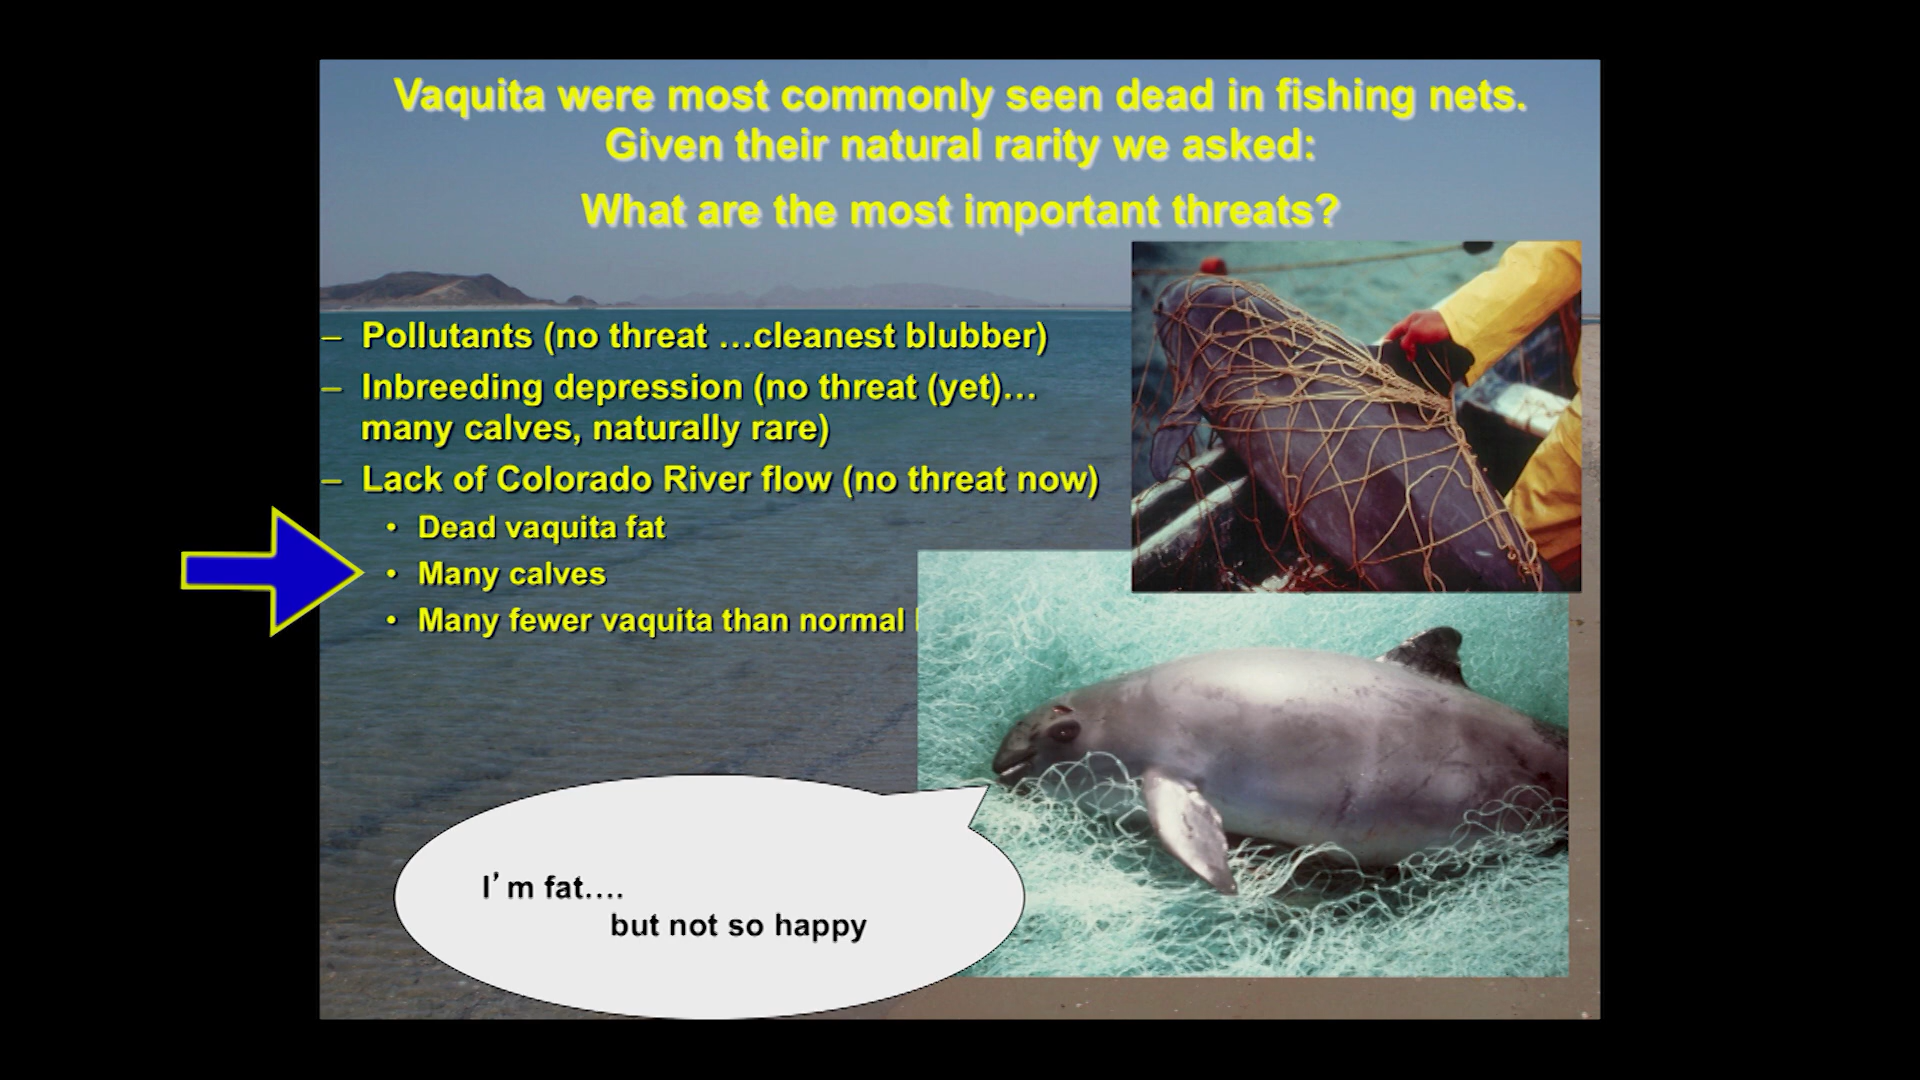 Vaquita were most commonly seen dead in fishing nets.
Given their natural rarity we asked:
What are the most important threats?
– Pollutants (no threat …cleanest blubber)
– Inbreeding depression (no threat (yet)…
many calves, naturally rare)
– Lack of Colorado River flow (no threat now)
• Dead vaquita fat
• Many calves
• Many fewer vaquita than normal
I’m fat….
but not so happy